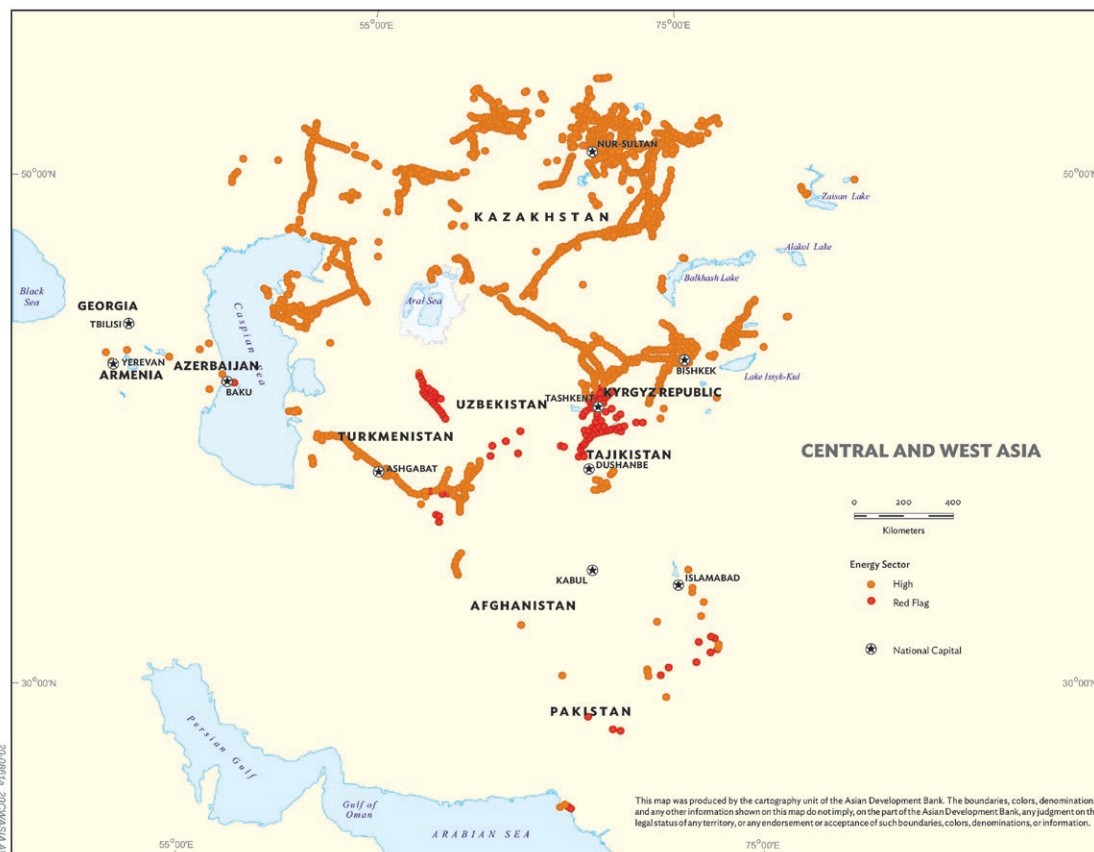 55°00'E
75°00'E
50°00'N
50°00'N
NUR-SULTAN
KAZAKHSTAN
Zaisan Lake
Alakol Lake
Balkhash Lake
Black
Sea
Aral Sea
Caspian Sea
GEORGIA
TBILISI
YEREVAN
ARMENIA
AZERBAIJAN
BAKU
BISHKEK
Lake Issyk-Kul
KYRGYZ REPUBLIC
TASHKENT
UZBEKISTAN
TURKMENISTAN
ASHGABAT
TAJIKISTAN
DUSHANBE
CENTRAL AND WEST ASIA
0 200 400
Kilometers
Energy Sector
High
Red Flag
National Capital
KABUL
ISLAMABAD
AFGHANISTAN
30°00'N
30°00'N
PAKISTAN
Persian Gulf
Gulf of
Oman
ARABIAN SEA
This map was produced by the cartography unit of the Asian Development Bank. The boundaries, colors, denominations
and any other information shown on this map do not imply, on the part of the Asian Development Bank, any judgment on the
legal status of any territory, or any endorsement or acceptance of such boundaries, colors, denominations, or information.
55°00'E
75°00'E